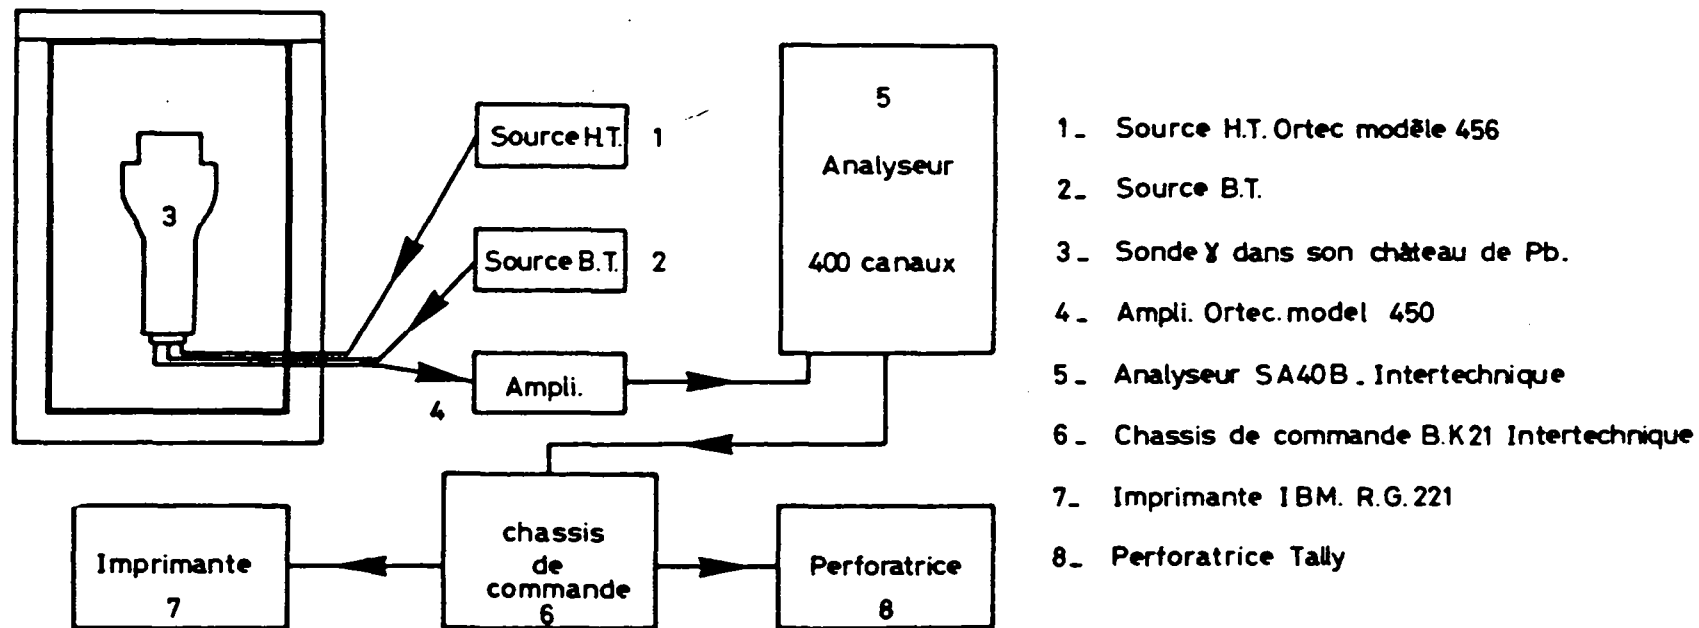 Source H.T. 1
Source B.T. 2
3
Ampli.
4
5
Analyseur
400 canaux
chassis
de
commande
6
Imprimante
7
Perforatrice
8
1_ Source H.T. Ortec modèle 456
2_ Source B.T.
3_ Sonde γ dans son château de Pb.
4_ Ampli. Ortec. model 450
5_ Analyseur SA40B_ Intertechnique
6_ Chassis de commande B.K21 Intertechnique
7_ Imprimante IBM. R.G.221
8_ Perforatrice Tally